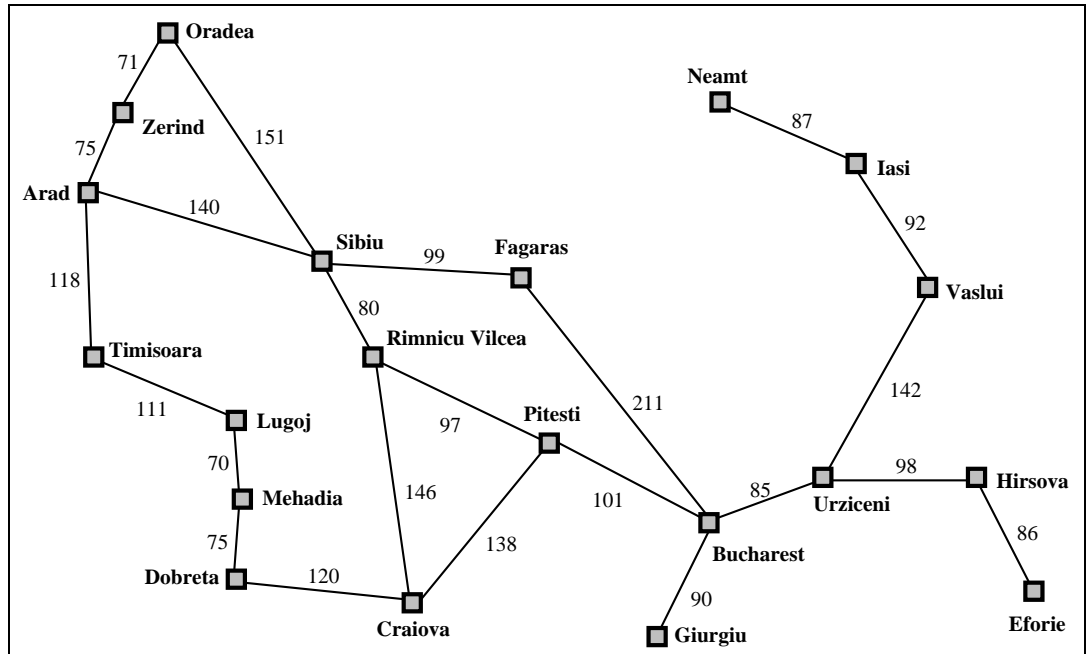 Oradea
71
Neamt
87
Zerind
151
75
Iasi
Arad
140
92
Sibiu
Fagaras
99
118
Vaslui
80
Timisoara
Rimnicu Vilcea
142
111
Lugoj
97
Pitesti
211
70
98
Hirsova
Mehadia
146
101
85
Urziceni
75
138
86
Bucharest
Dobreta
120
90
Craiova
Giurgiu
Eforie